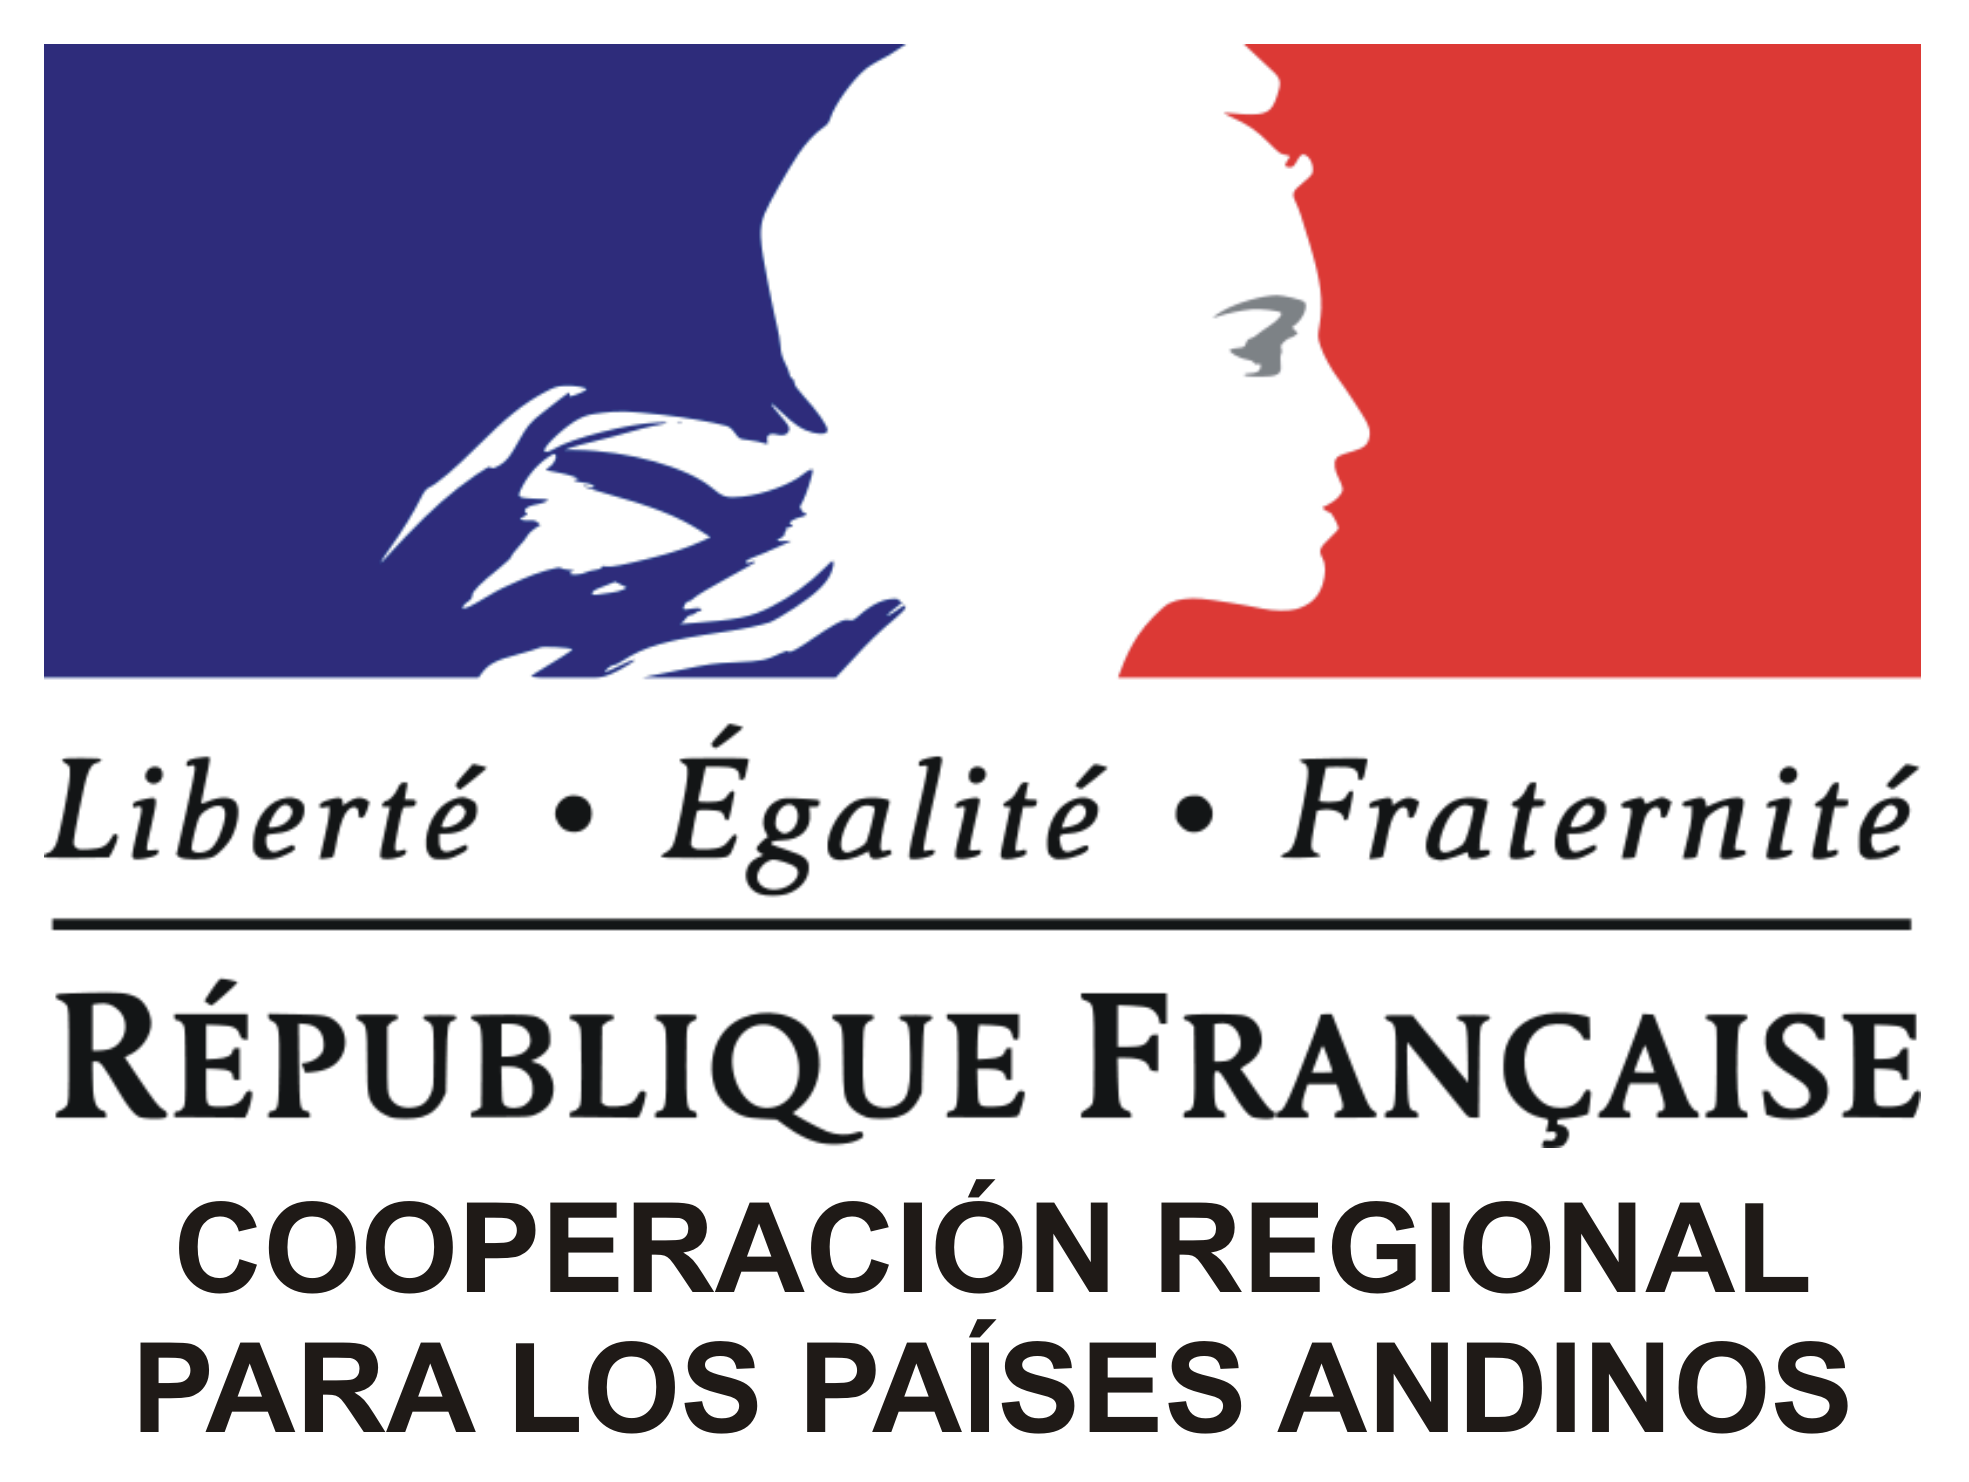 Liberté • Égalité • Fraternité
RÉPUBLIQUE FRANÇAISE
COOPERACIÓN REGIONAL
PARA LOS PAÍSES ANDINOS